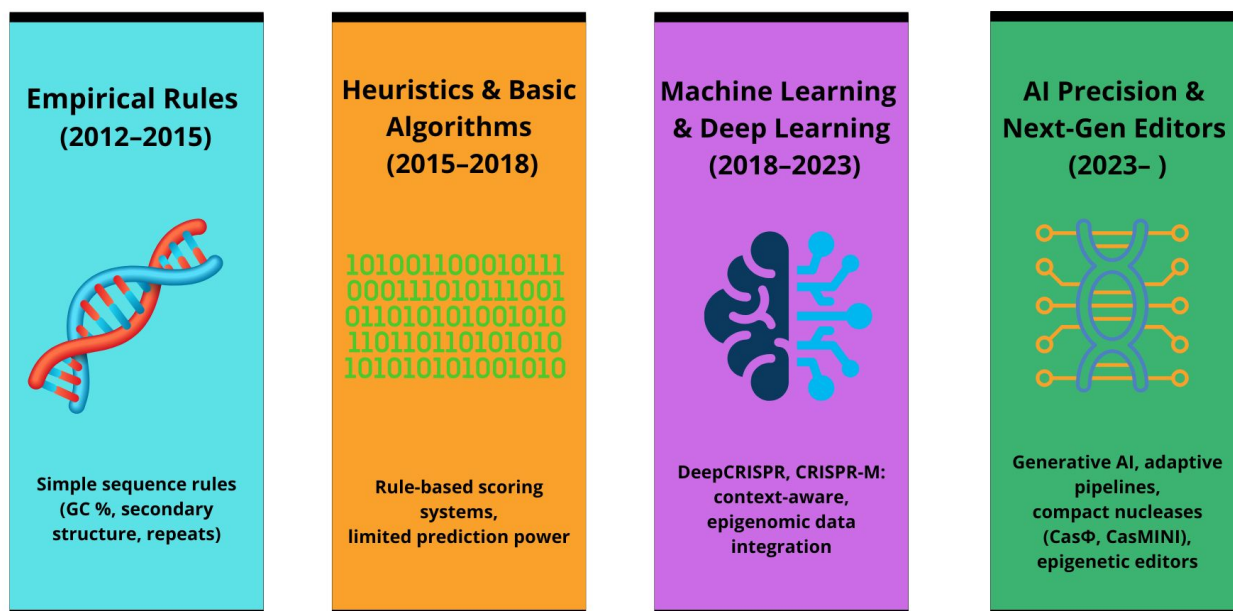 Empirical Rules
(2012–2015)
Simple sequence rules
(GC %, secondary
structure, repeats)
Heuristics & Basic
Algorithms
(2015–2018)
101001100010111
000111010111001
011010101001010
110110110101010
101010101001010
Rule-based scoring
systems,
limited prediction power
Machine Learning
& Deep Learning
(2018–2023)
DeepCRISPR, CRISPR-M:
context-aware,
epigenomic data
integration
AI Precision &
Next-Gen Editors
(2023– )
Generative AI, adaptive
pipelines,
compact nucleases
(CasΦ, CasMINI),
epigenetic editors